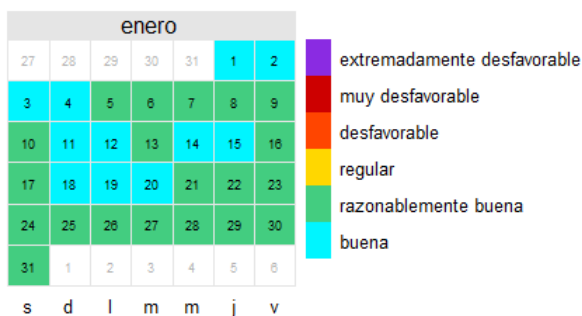 enero
27 28 29 30 31 1 2
3 4 5 6 7 8 9
10 11 12 13 14 15 16
17 18 19 20 21 22 23
24 25 26 27 28 29 30
31 1 2 3 4 5 6
s d l m m j v
extremadamente desfavorable
muy desfavorable
desfavorable
regular
razonablemente buena
buena